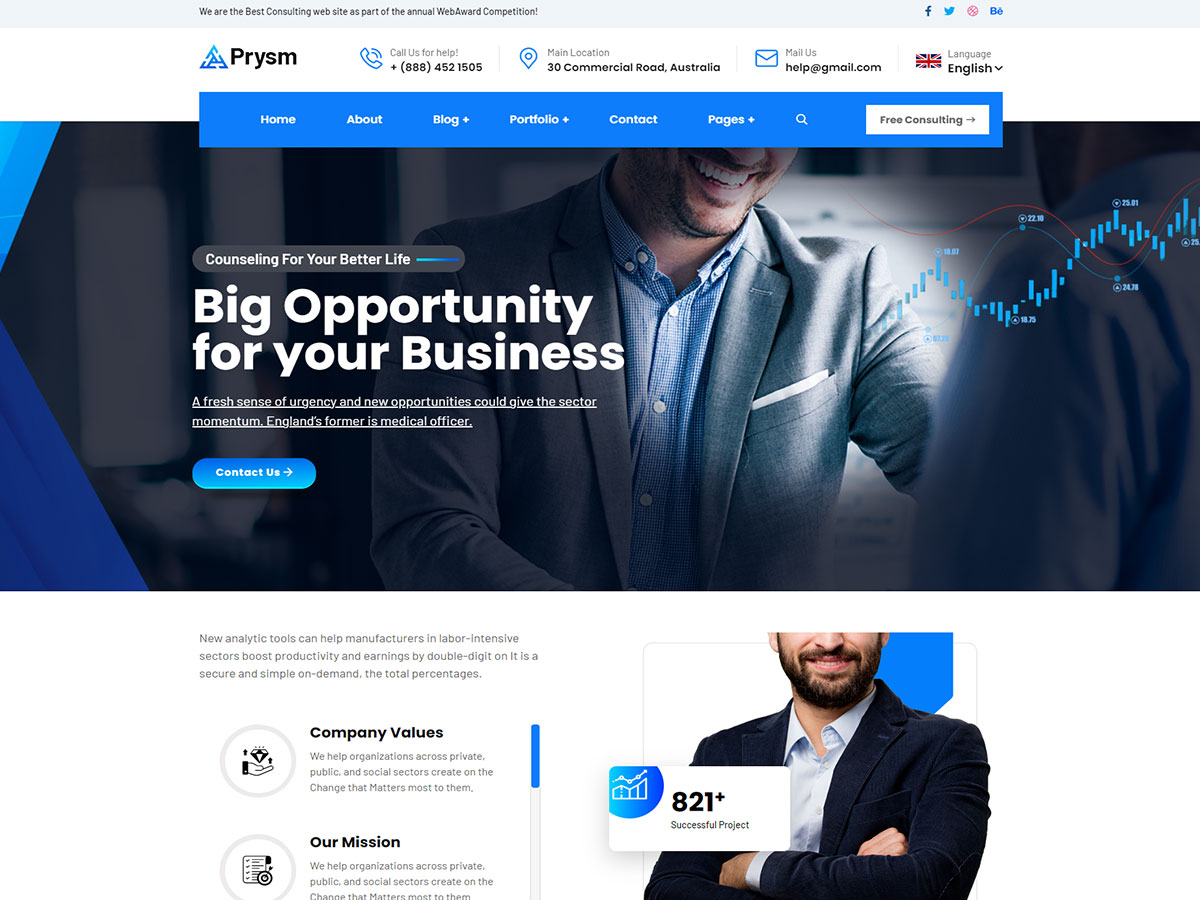 We are the Best Consulting web site as part of the annual WebAward Competition!
Bē
Prysm
Call Us for help!
+ (888) 452 1505
Main Location
30 Commercial Road, Australia
Mail Us
help@gmail.com
Language
English
Home
About
Blog +
Portfolio +
Contact
Pages +
Free Consulting →
Counseling For Your Better Life
Big Opportunity
for your Business
A fresh sense of urgency and new opportunities could give the sector
momentum. England's former is medical officer.
Contact Us →
25.01
22.10
18.75
24.78
New analytic tools can help manufacturers in labor-intensive
sectors boost productivity and earnings by double-digit on It is a
secure and simple on-demand, the total percentages.
Company Values
We help organizations across private,
public, and social sectors create on the
Change that Matters most to them.
Our Mission
We help organizations across private,
public, and social sectors create on the
Change that Matters most to them
821+
Successful Project